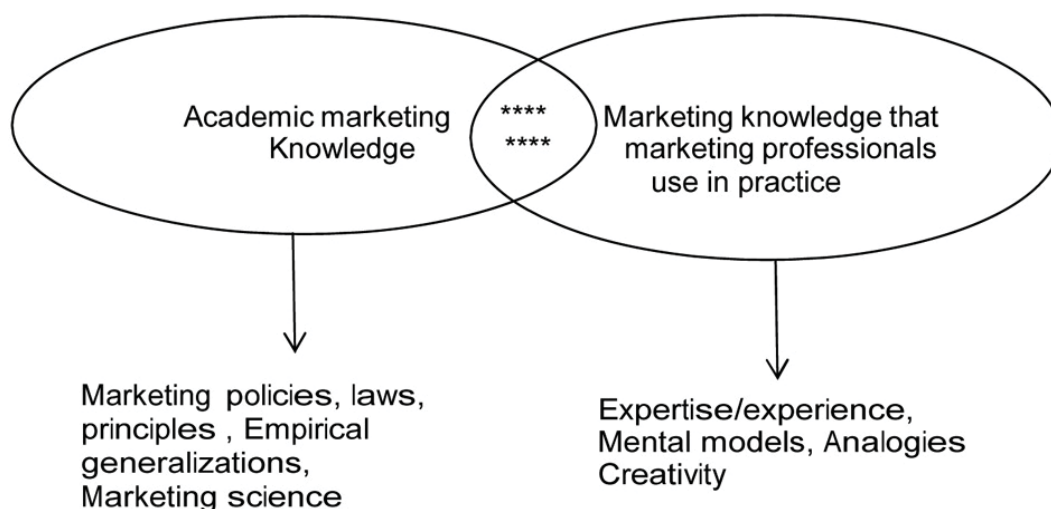 Academic marketing
Knowledge
****
****
Marketing knowledge that
marketing professionals
use in practice
Marketing policies, laws,
principles , Empirical
generalizations,
Marketing science
Expertise/experience,
Mental models, Analogies
Creativity